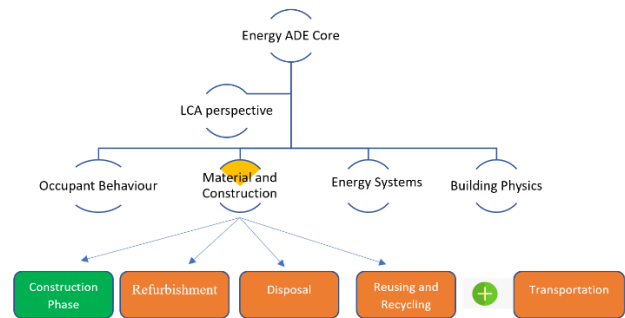 Energy ADE Core
LCA perspective
Occupant Behaviour
Material and
Construction
Energy Systems
Building Physics
Construction
Phase
Refurbishment
Disposal
Reusing and
Recycling
Transportation